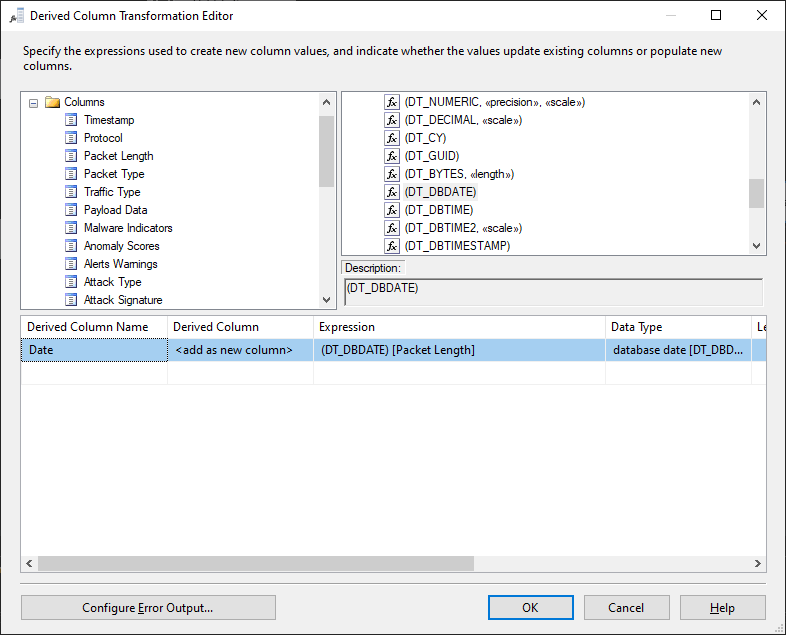 Derived Column Transformation Editor
Specify the expressions used to create new column values, and indicate whether the values update existing columns or populate new
columns.
Columns
Timestamp
Protocol
Packet Length
Packet Type
Traffic Type
Payload Data
Malware Indicators
Anomaly Scores
Alerts Warnings
Attack Type
Attack Signature
(DT_NUMERIC, «precision», «scale»)
(DT_DECIMAL, «scale»)
(DT_CY)
(DT_GUID)
(DT_BYTES, «length»)
(DT_DBDATE)
(DT_DBTIME)
(DT_DBTIME2, «scale»)
(DT_DBTIMESTAMP)
Description:
(DT_DBDATE)
Derived Column Name Derived Column Expression Data Type Le
Date <add as new column> (DT_DBDATE) [Packet Length] database date [DT_DBD...
Configure Error Output... OK Cancel Help